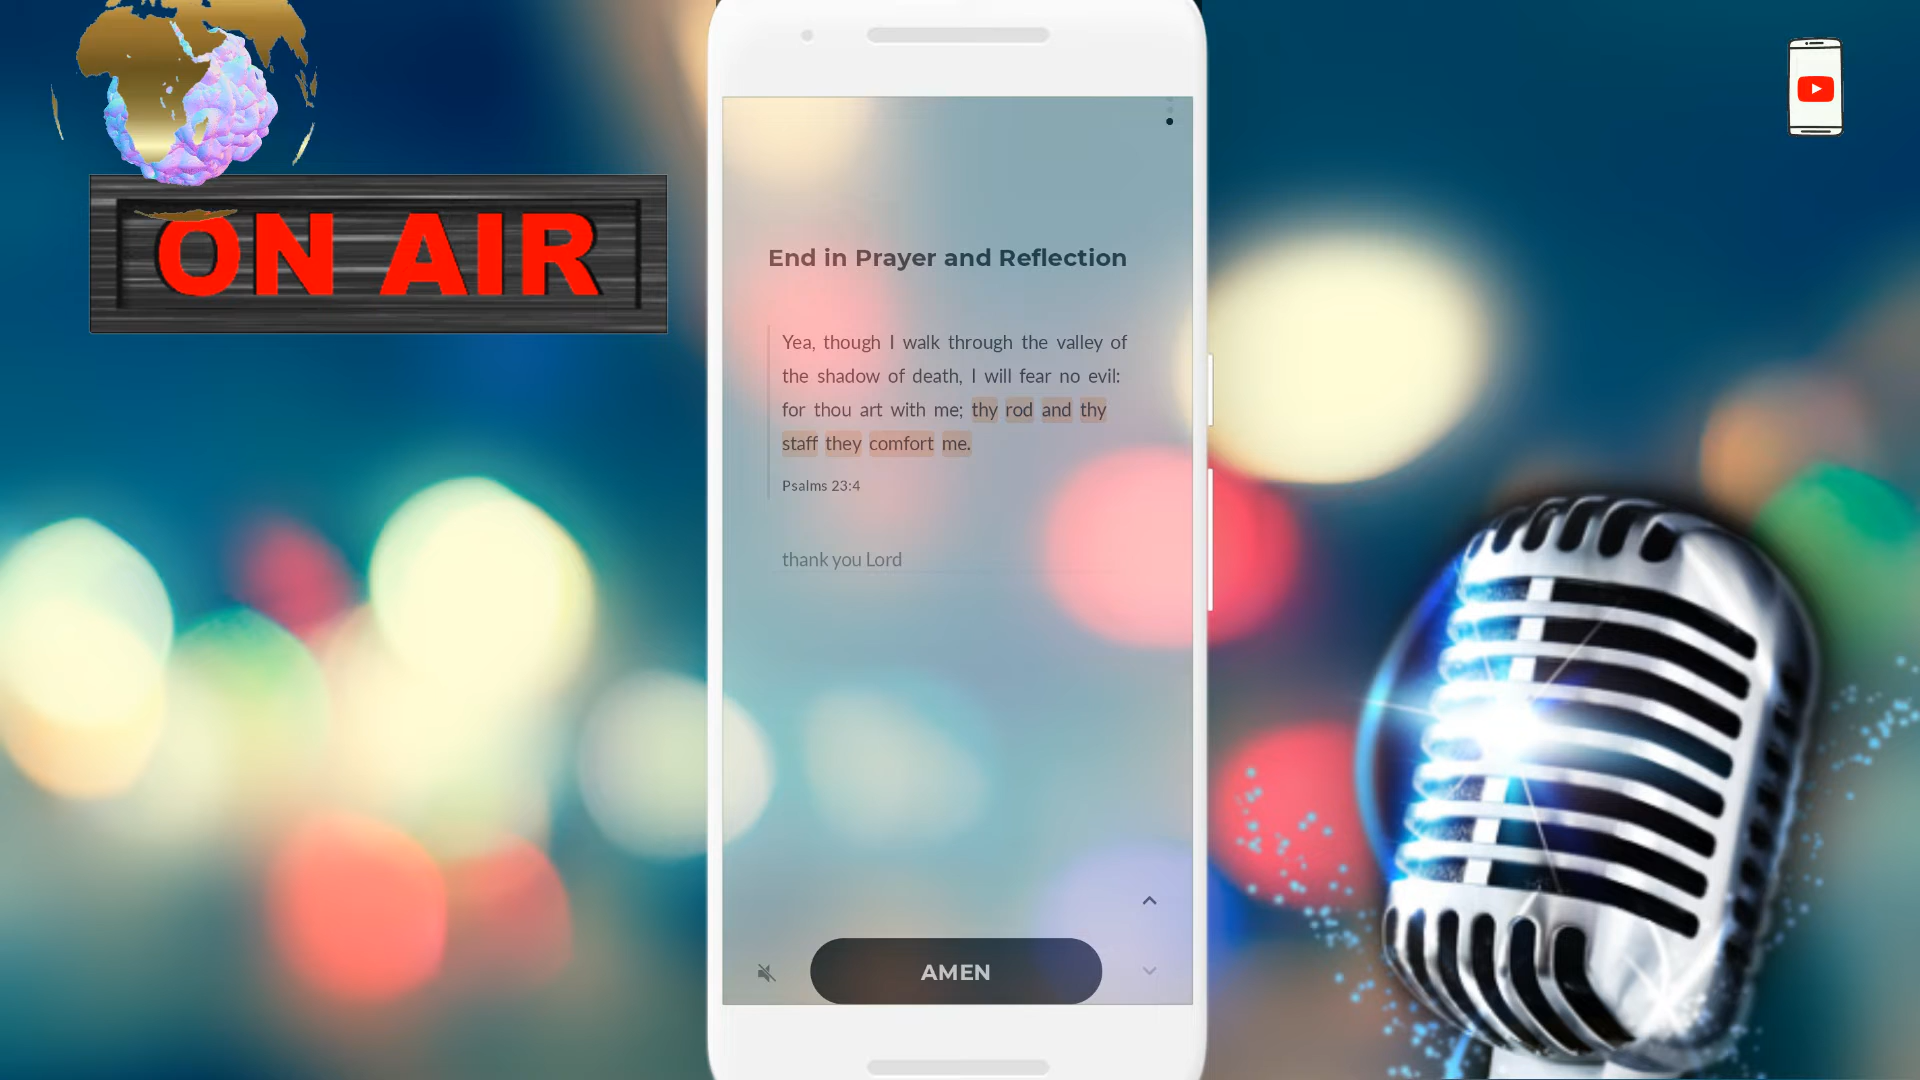 ON AIR
End in Prayer and Reflection
Yea, though I walk through the valley of
the shadow of death, I will fear no evil:
for thou art with me; thy rod and thy
staff they comfort me.
Psalms 23:4
thank you Lord
AMEN